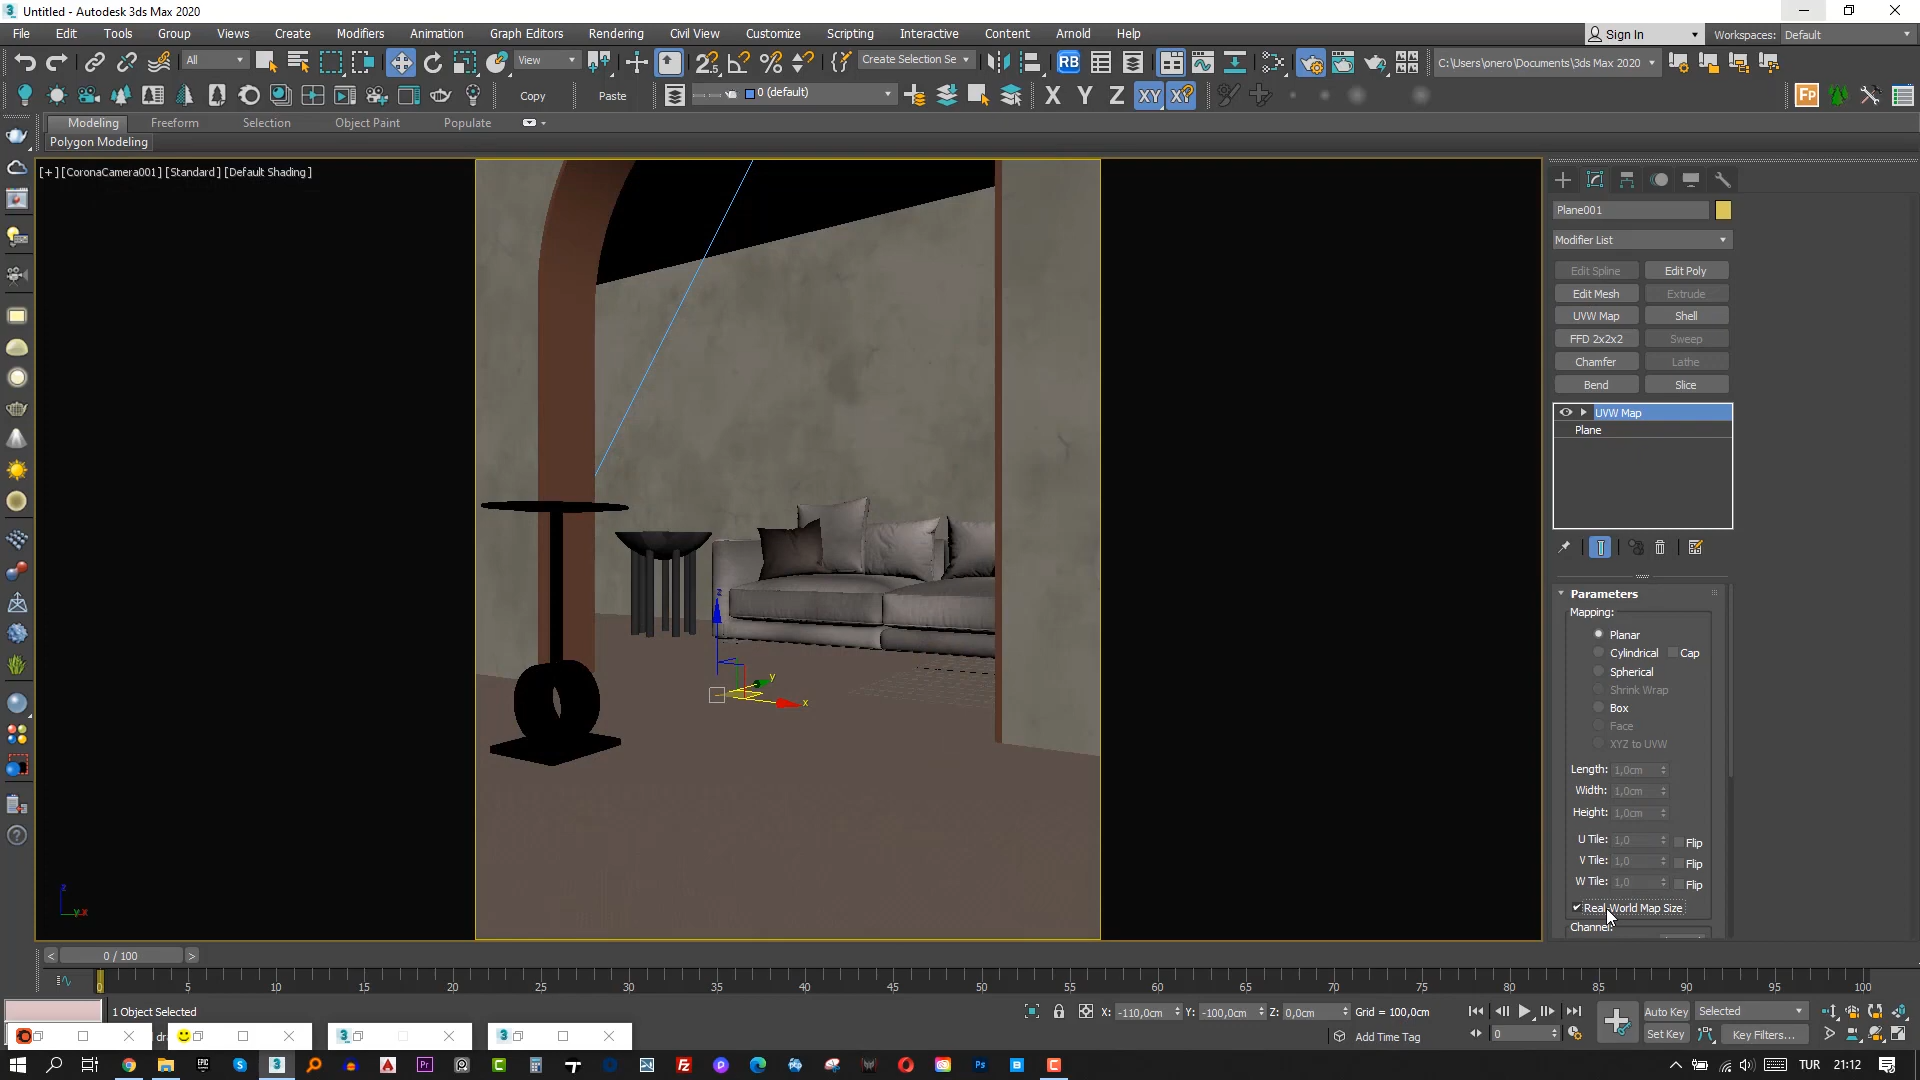 Untitled - Autodesk 3ds Max 2020
File Edit Tools Group Views Create Modifiers Animation Graph Editors Rendering Civil View Customize Scripting Interactive Content Arnold Help
Sign In Workspaces: Default
All View Create Selection Se C:\Users\onero\Documents\3ds Max 2020
Copy Paste 0 (default) X Y Z XY XY
Modeling Freeform Selection Object Paint Populate
Polygon Modeling
[+] [CoronaCamera001] [Standard] [Default Shading]
Plane001
Modifier List
Edit Spline Edit Poly
Edit Mesh Extrude
UVW Map Shell
FFD 2x2x2 Sweep
Chamfer Lathe
Bend Slice
UVW Map
Plane
Parameters
Mapping:
Planar
Cylindrical Cap
Spherical
Shrink Wrap
Box
Face
XYZ to UVW
Length: 1,0cm
Width: 1,0cm
Height: 1,0cm
U Tile: 1,0 Flip
V Tile: 1,0 Flip
W Tile: 1,0 Flip
Real-World Map Size
Channel:
z
y
x
z
0 / 100
0 5 10 15 20 25 30 35 40 45 50 55 60 65 70 75 80 85 90 95 100
1 Object Selected
X: -110,0cm Y: -100,0cm Z: 0,0cm Grid = 100,0cm
Auto Key Selected
0 Set Key Key Filters...
Add Time Tag
TUR 21:12